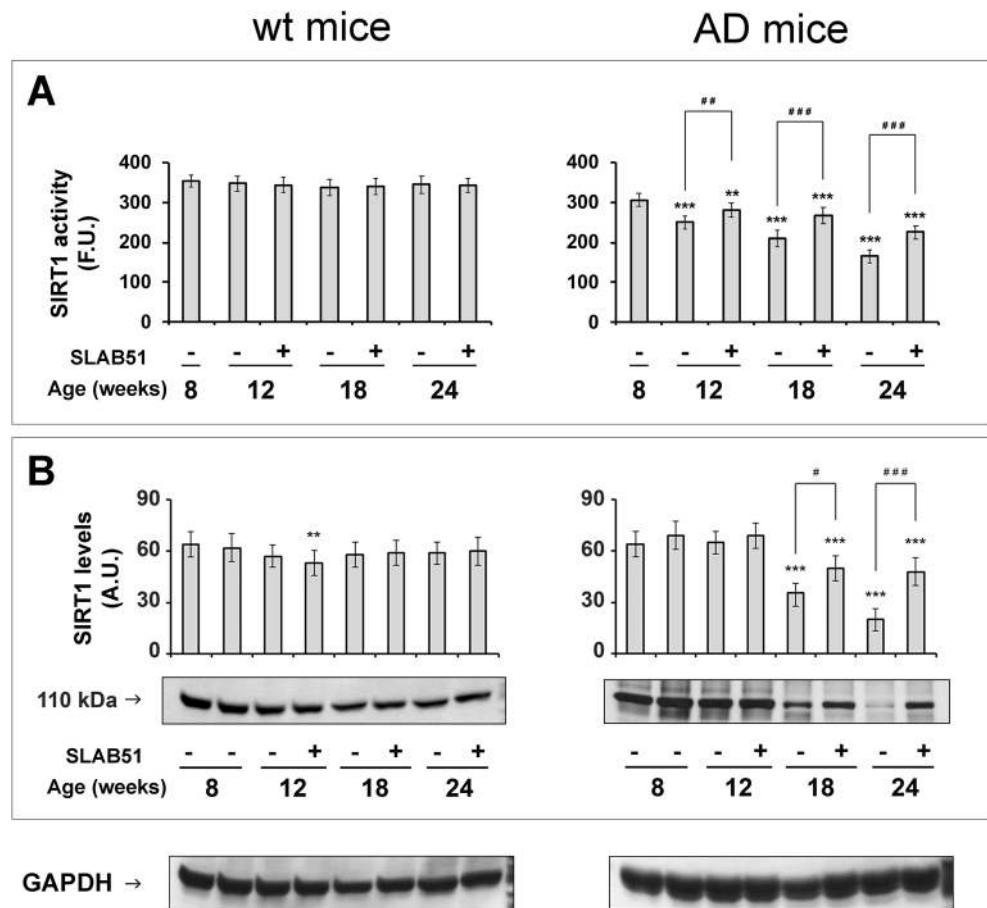 wt mice AD mice
A
## ### ###
SIRT1 activity
(F.U.)
400 400
300 300
200 200
100 100
0 0
*** ** *** *** *** ***
SLAB51 - - + - + - + - - + - + - +
Age (weeks) 8 12 18 24 8 12 18 24
B
# ###
SIRT1 levels
(A.U.)
90 90
60 60
30 30
0 0
** *** *** *** ***
110 kDa →
SLAB51 - - - + - + - + - - - + - + - +
Age (weeks) 8 12 18 24 8 12 18 24
GAPDH →